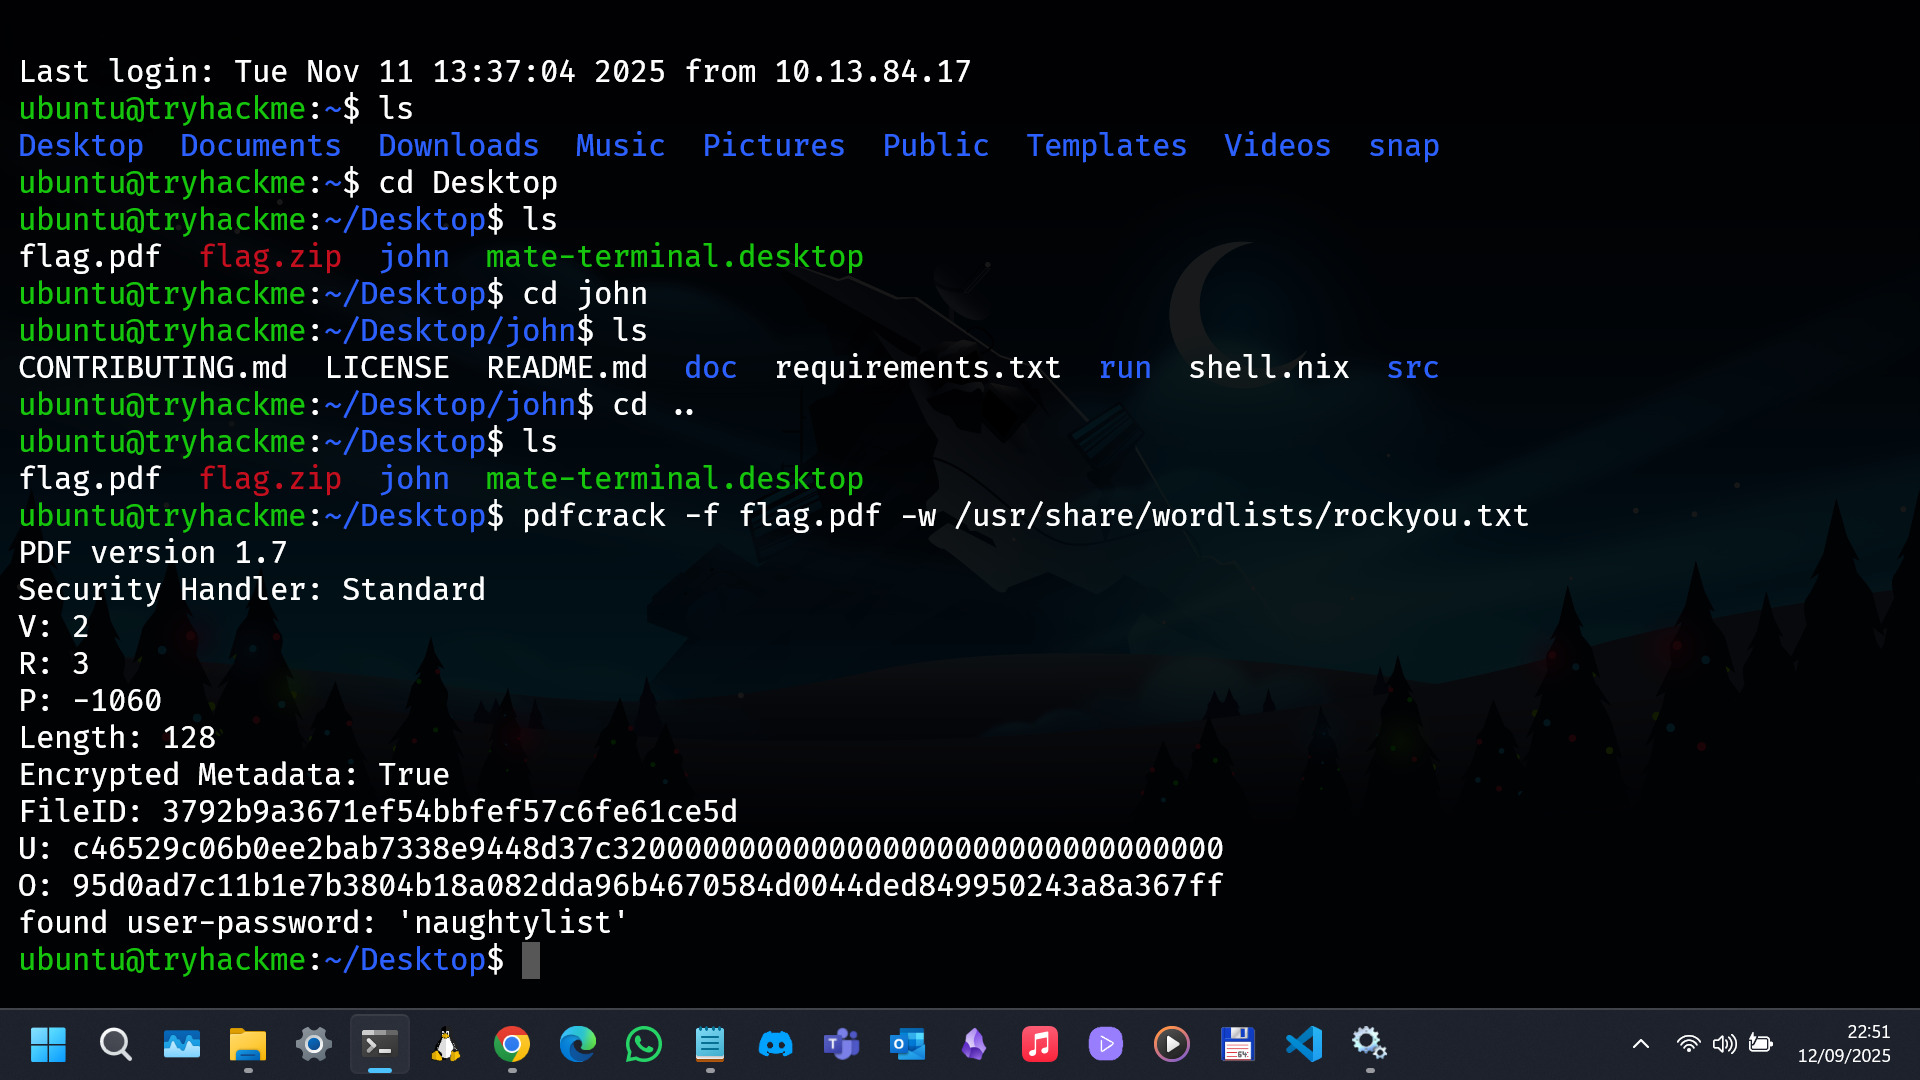 Last login: Tue Nov 11 13:37:04 2025 from 10.13.84.17
ubuntu@tryhackme:~$ ls
Desktop  Documents  Downloads  Music  Pictures  Public  Templates  Videos  snap
ubuntu@tryhackme:~$ cd Desktop
ubuntu@tryhackme:~/Desktop$ ls
flag.pdf  flag.zip  john  mate-terminal.desktop
ubuntu@tryhackme:~/Desktop$ cd john
ubuntu@tryhackme:~/Desktop/john$ ls
CONTRIBUTING.md  LICENSE  README.md  doc  requirements.txt  run  shell.nix  src
ubuntu@tryhackme:~/Desktop/john$ cd ..
ubuntu@tryhackme:~/Desktop$ ls
flag.pdf  flag.zip  john  mate-terminal.desktop
ubuntu@tryhackme:~/Desktop$ pdfcrack -f flag.pdf -w /usr/share/wordlists/rockyou.txt
PDF version 1.7
Security Handler: Standard
V: 2
R: 3
P: -1060
Length: 128
Encrypted Metadata: True
FileID: 3792b9a3671ef54bbfef57c6fe61ce5d
U: c46529c06b0ee2bab7338e9448d37c3200000000000000000000000000000000
O: 95d0ad7c11b1e7b3804b18a082dda96b4670584d0044ded849950243a8a367ff
found user-password: 'naughtylist'
ubuntu@tryhackme:~/Desktop$
22:51
12/09/2025